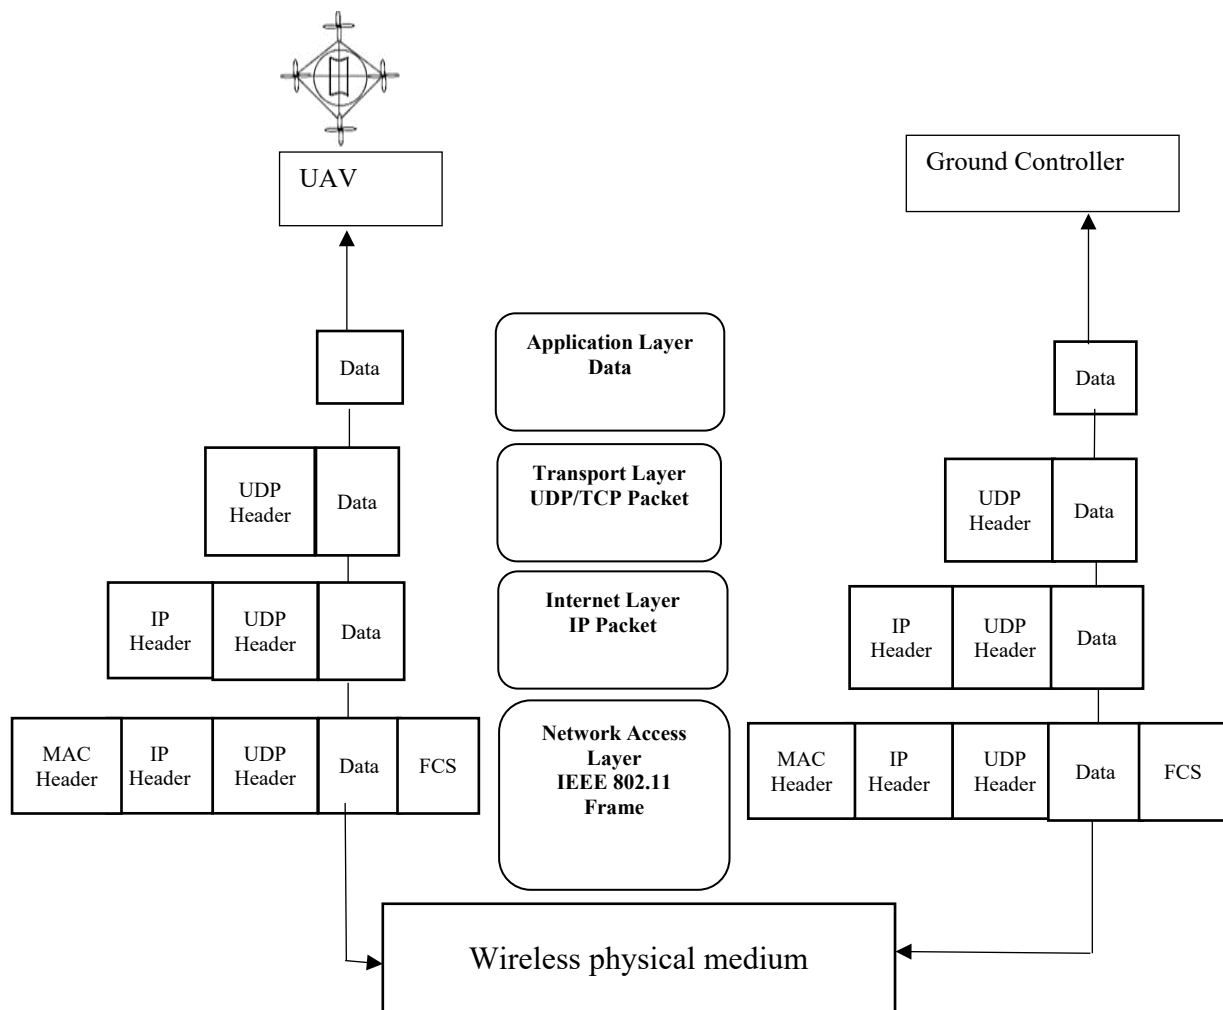 UAV
Ground Controller
Application Layer
Data
Data
Data
Transport Layer
UDP/TCP Packet
UDP
Header
Data
UDP
Header
Data
Internet Layer
IP Packet
IP
Header
UDP
Header
Data
IP
Header
UDP
Header
Data
Network Access
Layer
IEEE 802.11
Frame
MAC
Header
IP
Header
UDP
Header
Data
FCS
MAC
Header
IP
Header
UDP
Header
Data
FCS
Wireless physical medium